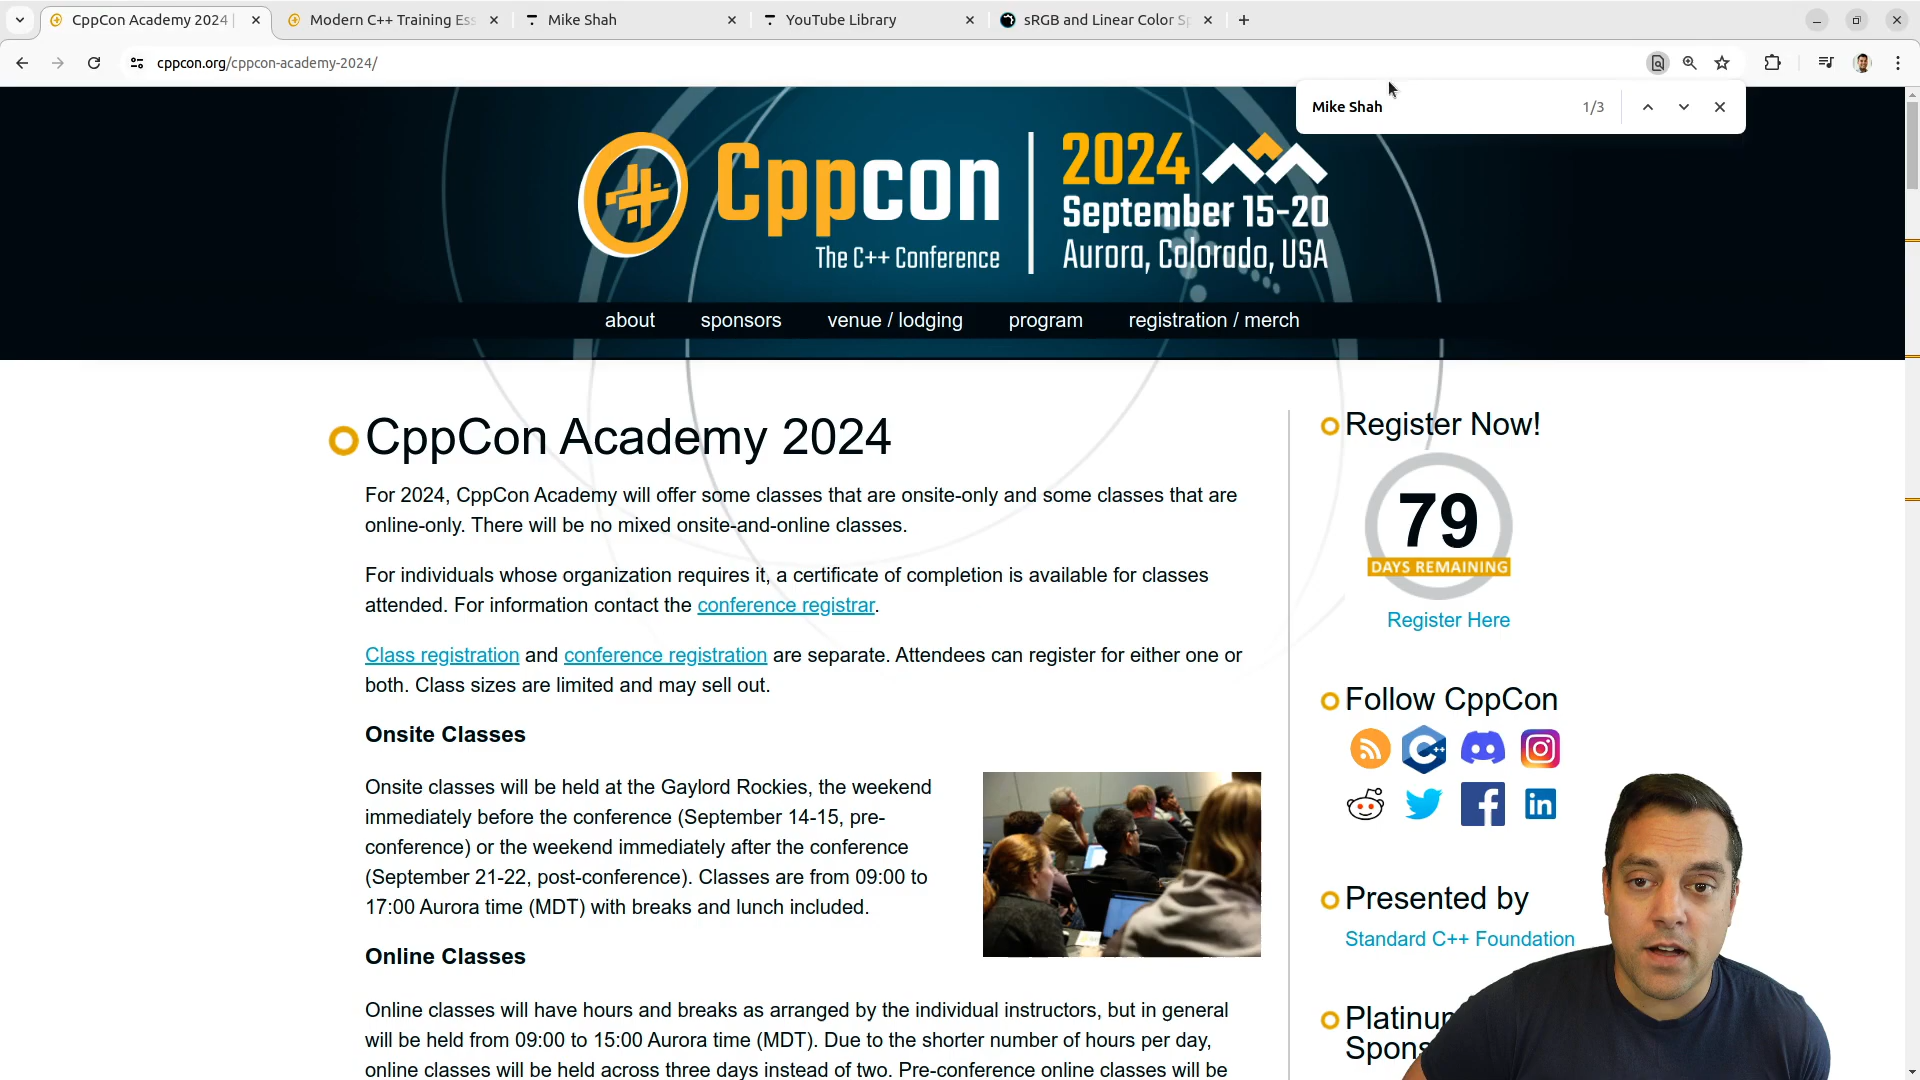 CppCon Academy 2024
Modern C++ Training Ess
Mike Shah
YouTube Library
sRGB and Linear Color Sp
cppcon.org/cppcon-academy-2024/
Mike Shah 1/3
Cppcon
The C++ Conference
2024
September 15-20
Aurora, Colorado, USA
about sponsors venue / lodging program registration / merch
CppCon Academy 2024
For 2024, CppCon Academy will offer some classes that are onsite-only and some classes that are
online-only. There will be no mixed onsite-and-online classes.
For individuals whose organization requires it, a certificate of completion is available for classes
attended. For information contact the conference registrar.
Class registration and conference registration are separate. Attendees can register for either one or
both. Class sizes are limited and may sell out.
Onsite Classes
Onsite classes will be held at the Gaylord Rockies, the weekend
immediately before the conference (September 14-15, pre-
conference) or the weekend immediately after the conference
(September 21-22, post-conference). Classes are from 09:00 to
17:00 Aurora time (MDT) with breaks and lunch included.
Online Classes
Online classes will have hours and breaks as arranged by the individual instructors, but in general
will be held from 09:00 to 15:00 Aurora time (MDT). Due to the shorter number of hours per day,
online classes will be held across three days instead of two. Pre-conference online classes will be
Register Now!
79
DAYS REMAINING
Register Here
Follow CppCon
Presented by
Standard C++ Foundation
Platinu
Spons